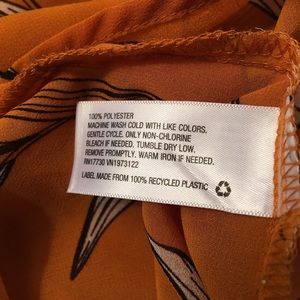 100% POLYESTER
MACHINE WASH COLD WITH LIKE COLORS.
GENTLE CYCLE. ONLY NON-CHLORINE
BLEACH IF NEEDED. TUMBLE DRY LOW.
REMOVE PROMPTLY. WARM IRON IF NEEDED.
RN17730 VN1973122
LABEL MADE FROM 100% RECYCLED PLASTIC